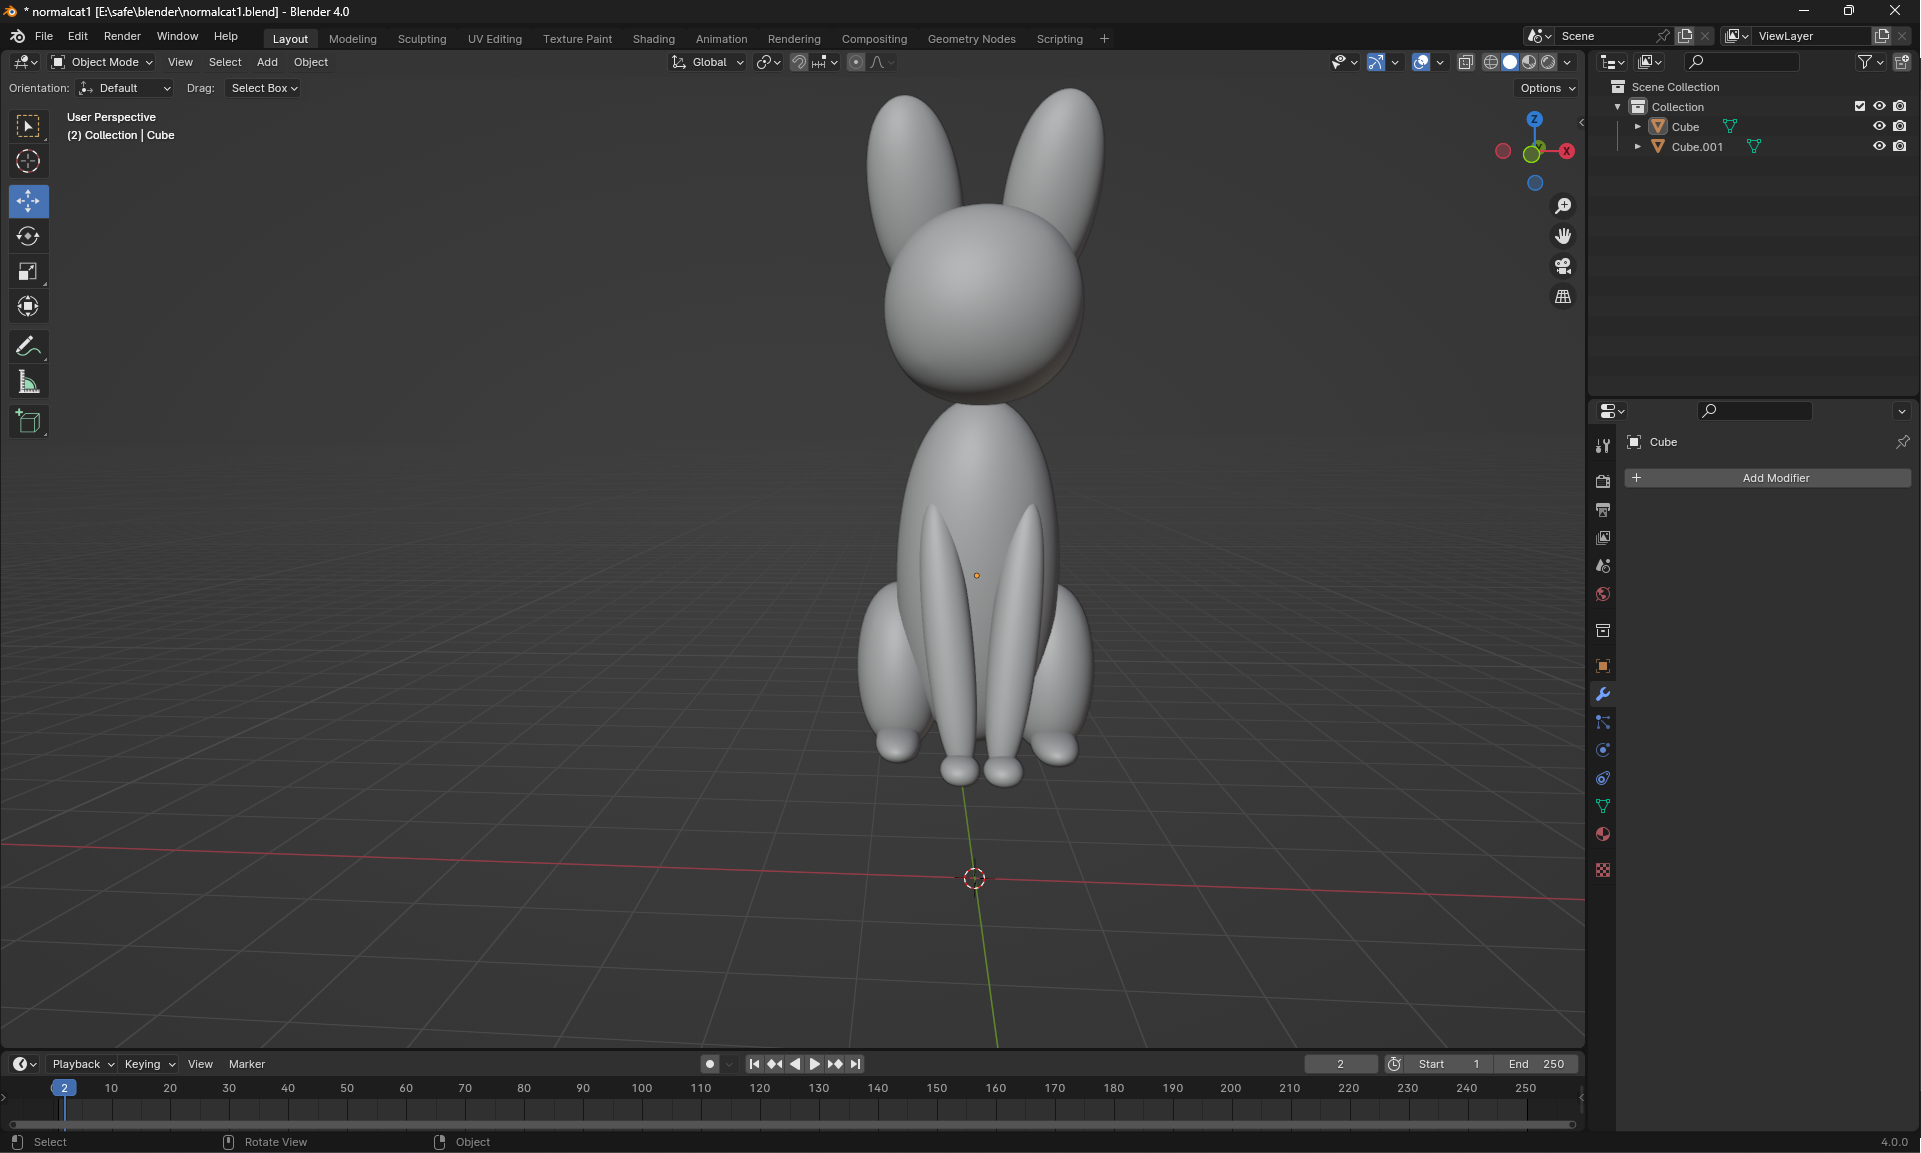 * normalcat1 [E:\safe\blender\normalcat1.blend] - Blender 4.0
File Edit Render Window Help Layout Modeling Sculpting UV Editing Texture Paint Shading Animation Rendering Compositing Geometry Nodes Scripting + Scene ViewLayer
Object Mode View Select Add Object Global
Orientation: Default Drag: Select Box Options
User Perspective
(2) Collection | Cube
Z
X
Scene Collection
Collection
Cube
Cube.001
Cube
+ Add Modifier
Playback Keying View Marker 2 Start 1 End 250
2 10 20 30 40 50 60 70 80 90 100 110 120 130 140 150 160 170 180 190 200 210 220 230 240 250
Select Rotate View Object 4.0.0